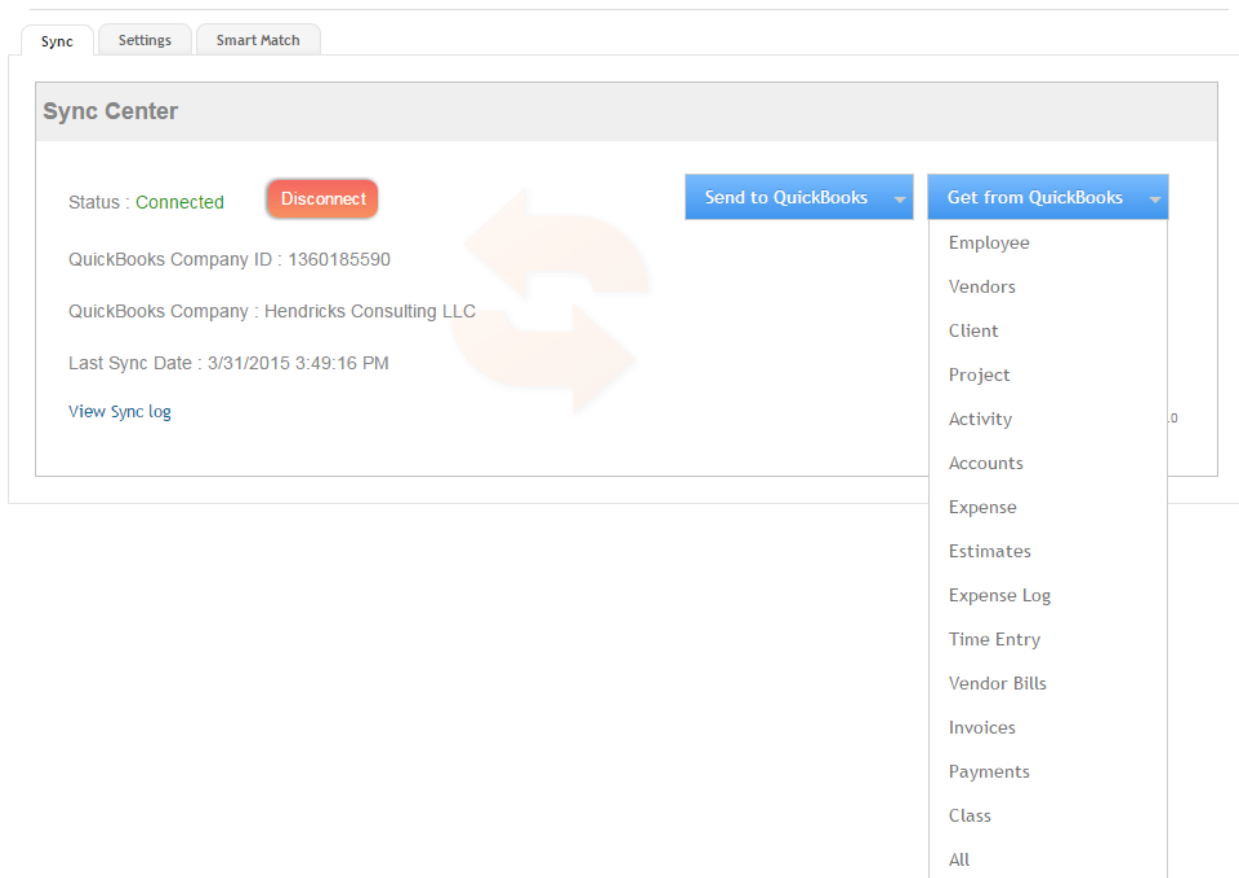 Sync Settings Smart Match
Sync Center
Status : Connected Disconnect Send to QuickBooks Get from QuickBooks
QuickBooks Company ID : 1360185590
QuickBooks Company : Hendricks Consulting LLC
Last Sync Date : 3/31/2015 3:49:16 PM
View Sync log
Employee
Vendors
Client
Project
Activity
.0
Accounts
Expense
Estimates
Expense Log
Time Entry
Vendor Bills
Invoices
Payments
Class
All